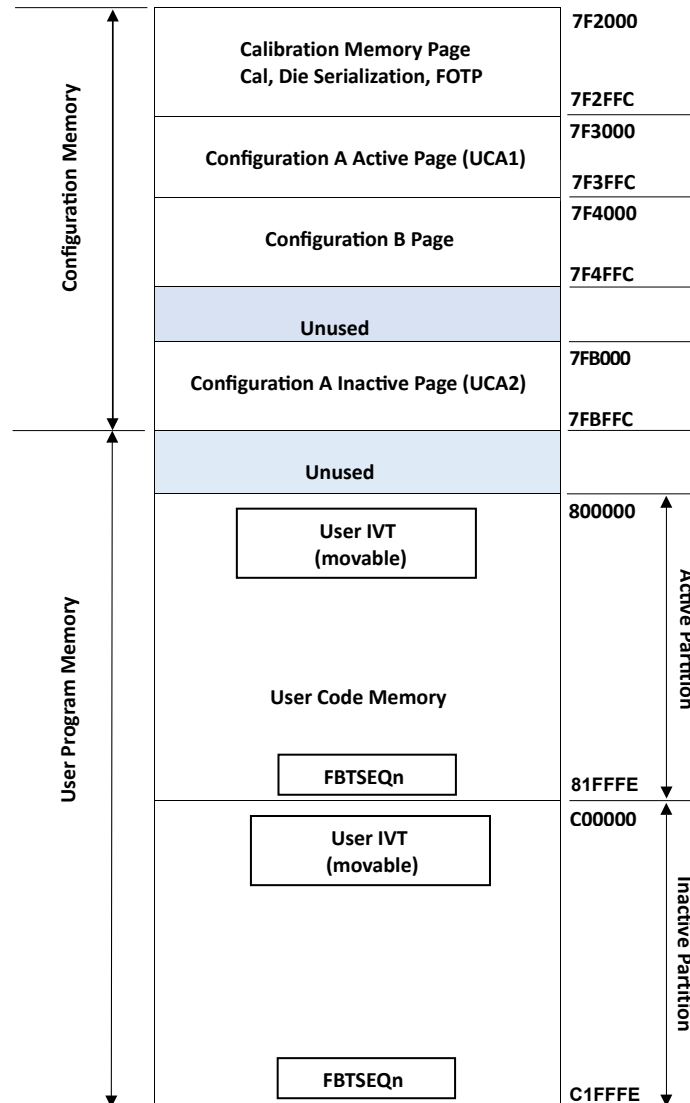 Configuration Memory
Calibration Memory Page
Cal, Die Serialization, FOTP
7F2000
7F2FFC
Configuration A Active Page (UCA1)
7F3000
7F3FFC
Configuration B Page
7F4000
7F4FFC
Unused
Configuration A Inactive Page (UCA2)
7FB000
7FBFFC
User Program Memory
Unused
800000
User IVT
(movable)
User Code Memory
Active Partition
FBTSEQn
81FFFE
C00000
User IVT
(movable)
Inactive Partition
FBTSEQn
C1FFFE